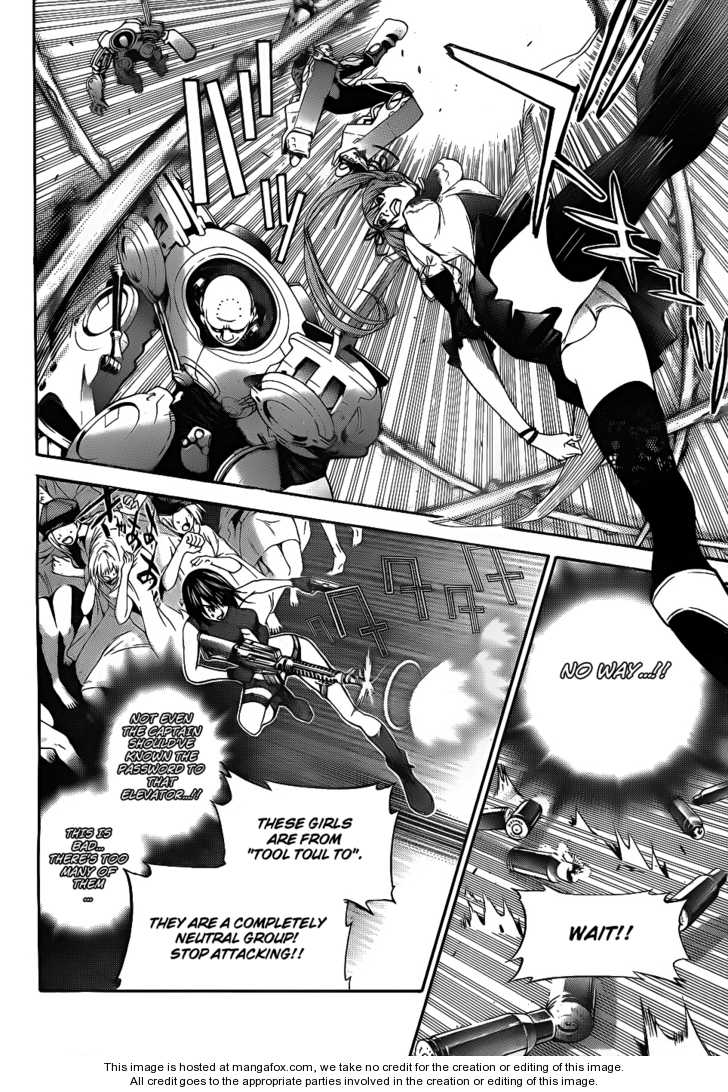 NO WAY...!!
WAIT!!
THESE GIRLS
ARE FROM
"TOOL TOUL TO".
THEY ARE A COMPLETELY
NEUTRAL GROUP!
STOP ATTACKING!!
NOT EVEN
THE CAPTAIN
SHOULD'VE
KNOWN THE
PASSWORD TO
THAT
ELEVATOR...!!
THIS IS
BAD...
THERE'S TOO
MANY OF
THEM
...
This image is hosted at mangafox.com, we take no credit for the creation or editing of this image.
All credit goes to the appropriate parties involved in the creation or editing of this image.